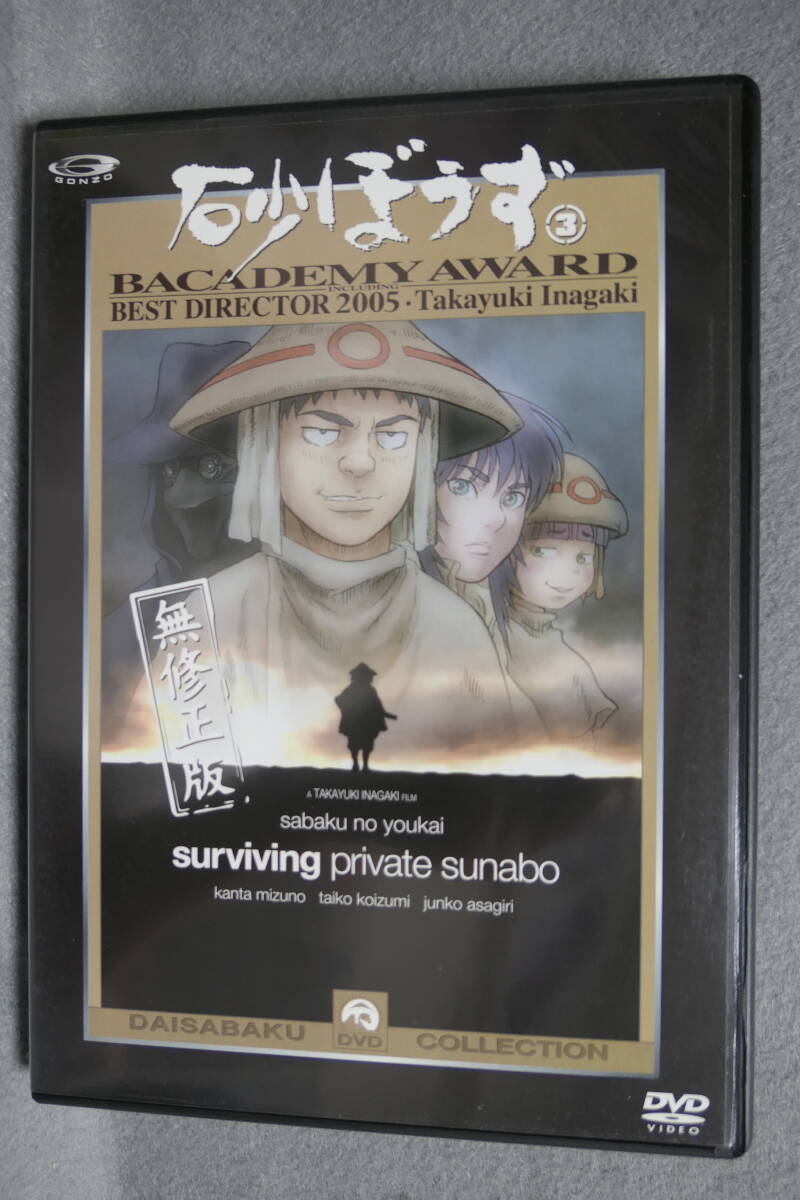 GONZO
砂ぼうず
3
BACADEMY AWARD
INCLUDING
BEST DIRECTOR 2005・Takayuki Inagaki
無修正版
A TAKAYUKI INAGAKI FILM
sabaku no youkai
surviving private sunabo
kanta mizuno taiko koizumi junko asagiri
DAISABAKU DVD COLLECTION
DVD
VIDEO